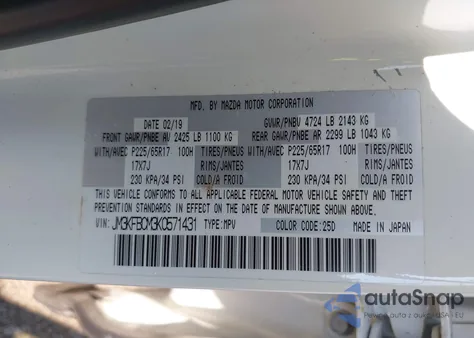 MFD. BY MAZDA MOTOR CORPORATION
DATE 02/19 GVWR/PNBV 4724 LB 2143 KG
FRONT GAWR/PNBE AV 2425 LB 1100 KG REAR GAWR/PNBE AR 2299 LB 1043 KG
WITH/AVEC P225/65R17 100H TIRES/PNEUS WITH/AVEC P225/65R17 100H TIRES/PNEUS
17X7J RIMS/JANTES 17X7J RIMS/JANTES
230 KPA/34 PSI COLD/A FROID 230 KPA/34 PSI COLD/A FROID
THIS VEHICLE CONFORMS TO ALL APPLICABLE FEDERAL MOTOR VEHICLE SAFETY, BUMPER, AND THEFT
PREVENTION STANDARDS IN EFFECT ON THE DATE OF MANUFACTURE SHOWN ABOVE.
VIN: JM3KFBCM3K0571431 TYPE:MPV COLOR CODE:25D MADE IN JAPAN
autoSnap